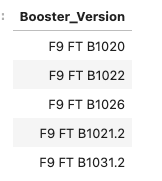 :
Booster_Version
F9 FT B1020
F9 FT B1022
F9 FT B1026
F9 FT B1021.2
F9 FT B1031.2